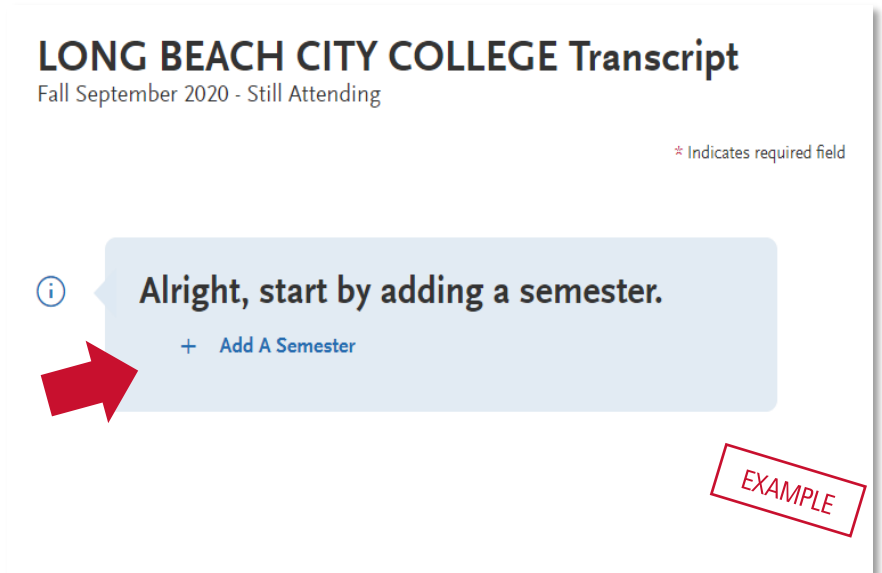 LONG BEACH CITY COLLEGE Transcript
Fall September 2020 - Still Attending
* Indicates required field
Alright, start by adding a semester.
+ Add A Semester
EXAMPLE